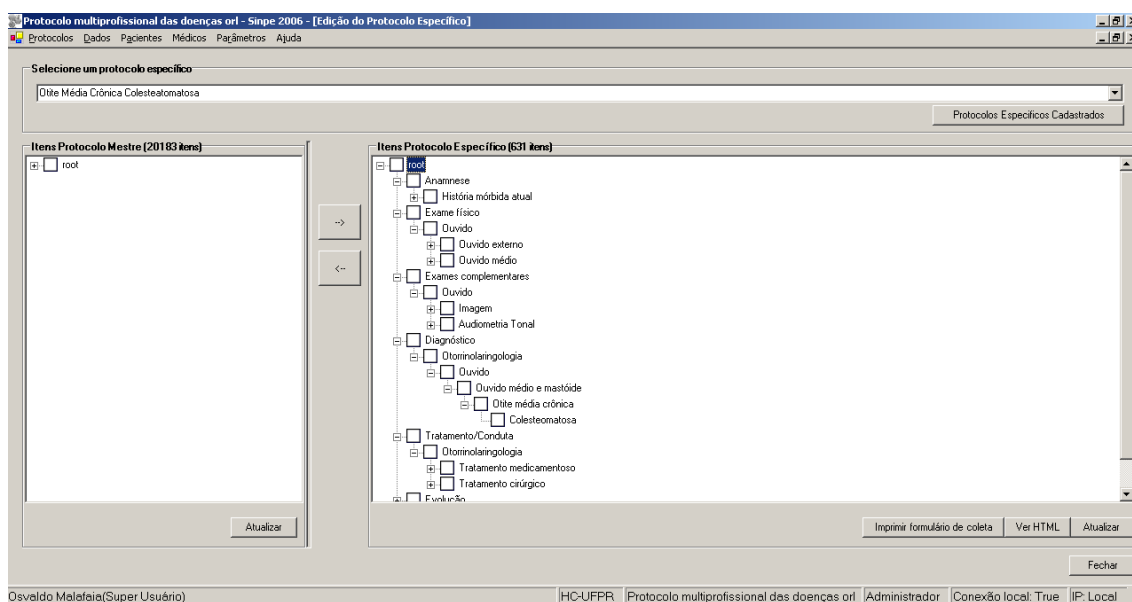 Protocolo multiprofissional das doenças orl - Sinpe 2006 - [Edição do Protocolo Específico]
Protocolos Dados Pacientes Médicos Parâmetros Ajuda
Selecione um protocolo específico
Otite Média Crônica Colesteatomatosa
Protocolos Específicos Cadastrados
Itens Protocolo Mestre (20183 itens)
root
Atualizar
-->
<--
Itens Protocolo Específico (631 itens)
root
Anamnese
História mórbida atual
Exame físico
Ouvido
Ouvido externo
Ouvido médio
Exames complementares
Ouvido
Imagem
Audiometria Tonal
Diagnóstico
Otorrinolaringologia
Ouvido
Ouvido médio e mastóide
Otite média crônica
Colesteomatosa
Tratamento/Conduta
Otorrinolaringologia
Tratamento medicamentoso
Tratamento cirúrgico
Evolução
Imprimir formulário de coleta Ver HTML Atualizar
Fechar
Osvaldo Malafaia(Super Usuário) HC-UFPR Protocolo multiprofissional das doenças orl Administrador Conexão local: True IP: Local